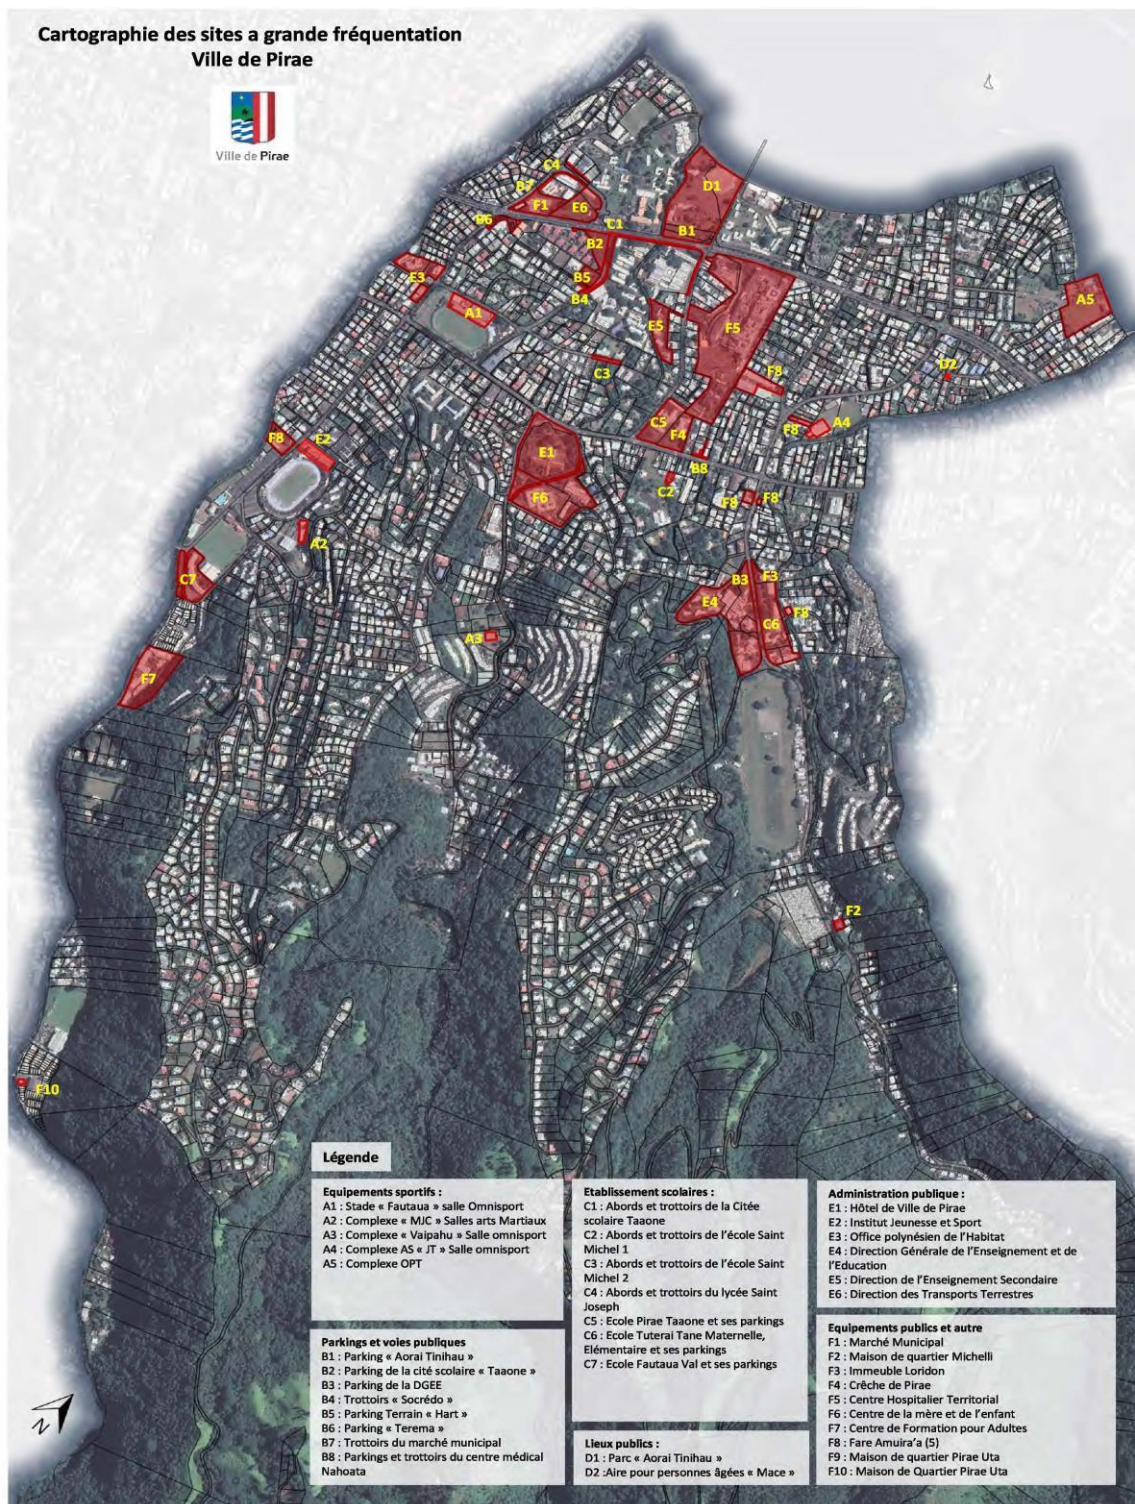 Cartographie des sites a grande fréquentation
Ville de Pirae
Ville de Pirae
C4
B7
D1
F1
E6
B6
C1
B1
B2
E3
B5
B4
A5
A1
E5
F5
C3
D2
F8
C5
A4
F8
F4
F8
E2
E1
B8
C2
F6
F8
F8
A2
C7
B3
F3
E4
F8
C6
A3
F7
F2
F10
N
Légende
Equipements sportifs :
A1 : Stade « Fautaua » salle Omnisport
A2 : Complexe « MJC » Salles arts Martiaux
A3 : Complexe « Vaipahu » Salle omnisport
A4 : Complexe AS « JT » Salle omnisport
A5 : Complexe OPT
Parkings et voies publiques
B1 : Parking « Aorai Tinihau »
B2 : Parking de la cité scolaire « Taaone »
B3 : Parking de la DGEE
B4 : Trottoirs « Socrédo »
B5 : Parking Terrain « Hart »
B6 : Parking « Terema »
B7 : Trottoirs du marché municipal
B8 : Parkings et trottoirs du centre médical
Nahoata
Etablissement scolaires :
C1 : Abords et trottoirs de la Citée
scolaire Taaone
C2 : Abords et trottoirs de l'école Saint
Michel 1
C3 : Abords et trottoirs de l'école Saint
Michel 2
C4 : Abords et trottoirs du lycée Saint
Joseph
C5 : Ecole Pirae Taaone et ses parkings
C6 : Ecole Tuterai Tane Maternelle,
Elémentaire et ses parkings
C7 : Ecole Fautaua Val et ses parkings
Lieux publics :
D1 : Parc « Aorai Tinihau »
D2 :Aire pour personnes âgées « Mace »
Administration publique :
E1 : Hôtel de Ville de Pirae
E2 : Institut Jeunesse et Sport
E3 : Office polynésien de l'Habitat
E4 : Direction Générale de l'Enseignement et de
l'Education
E5 : Direction de l'Enseignement Secondaire
E6 : Direction des Transports Terrestres
Equipements publics et autre
F1 : Marché Municipal
F2 : Maison de quartier Michelli
F3 : Immeuble Loridon
F4 : Crêche de Pirae
F5 : Centre Hospitalier Territorial
F6 : Centre de la mère et de l'enfant
F7 : Centre de Formation pour Adultes
F8 : Fare Amuira'a (5)
F9 : Maison de quartier Pirae Uta
F10 : Maison de Quartier Pirae Uta